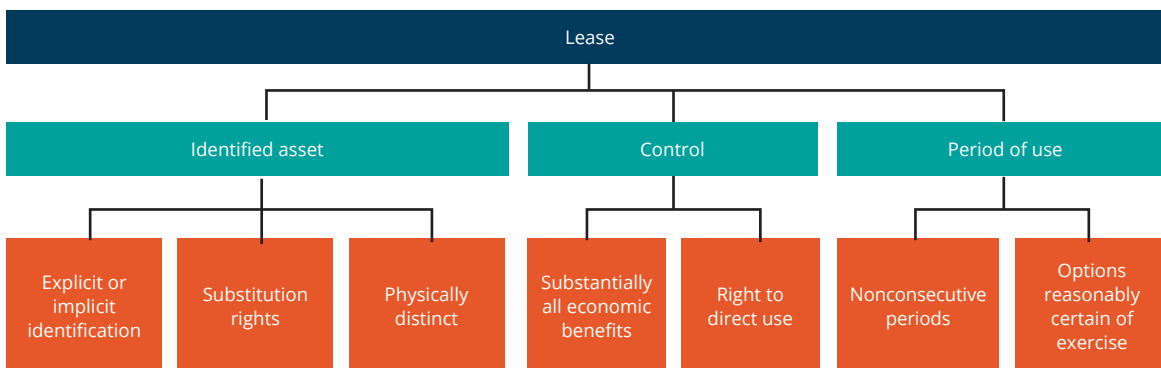 Lease
Identified asset
Control
Period of use
Explicit or
implicit
identification
Substitution
rights
Physically
distinct
Substantially
all economic
benefits
Right to
direct use
Nonconsecutive
periods
Options
reasonably
certain of
exercise